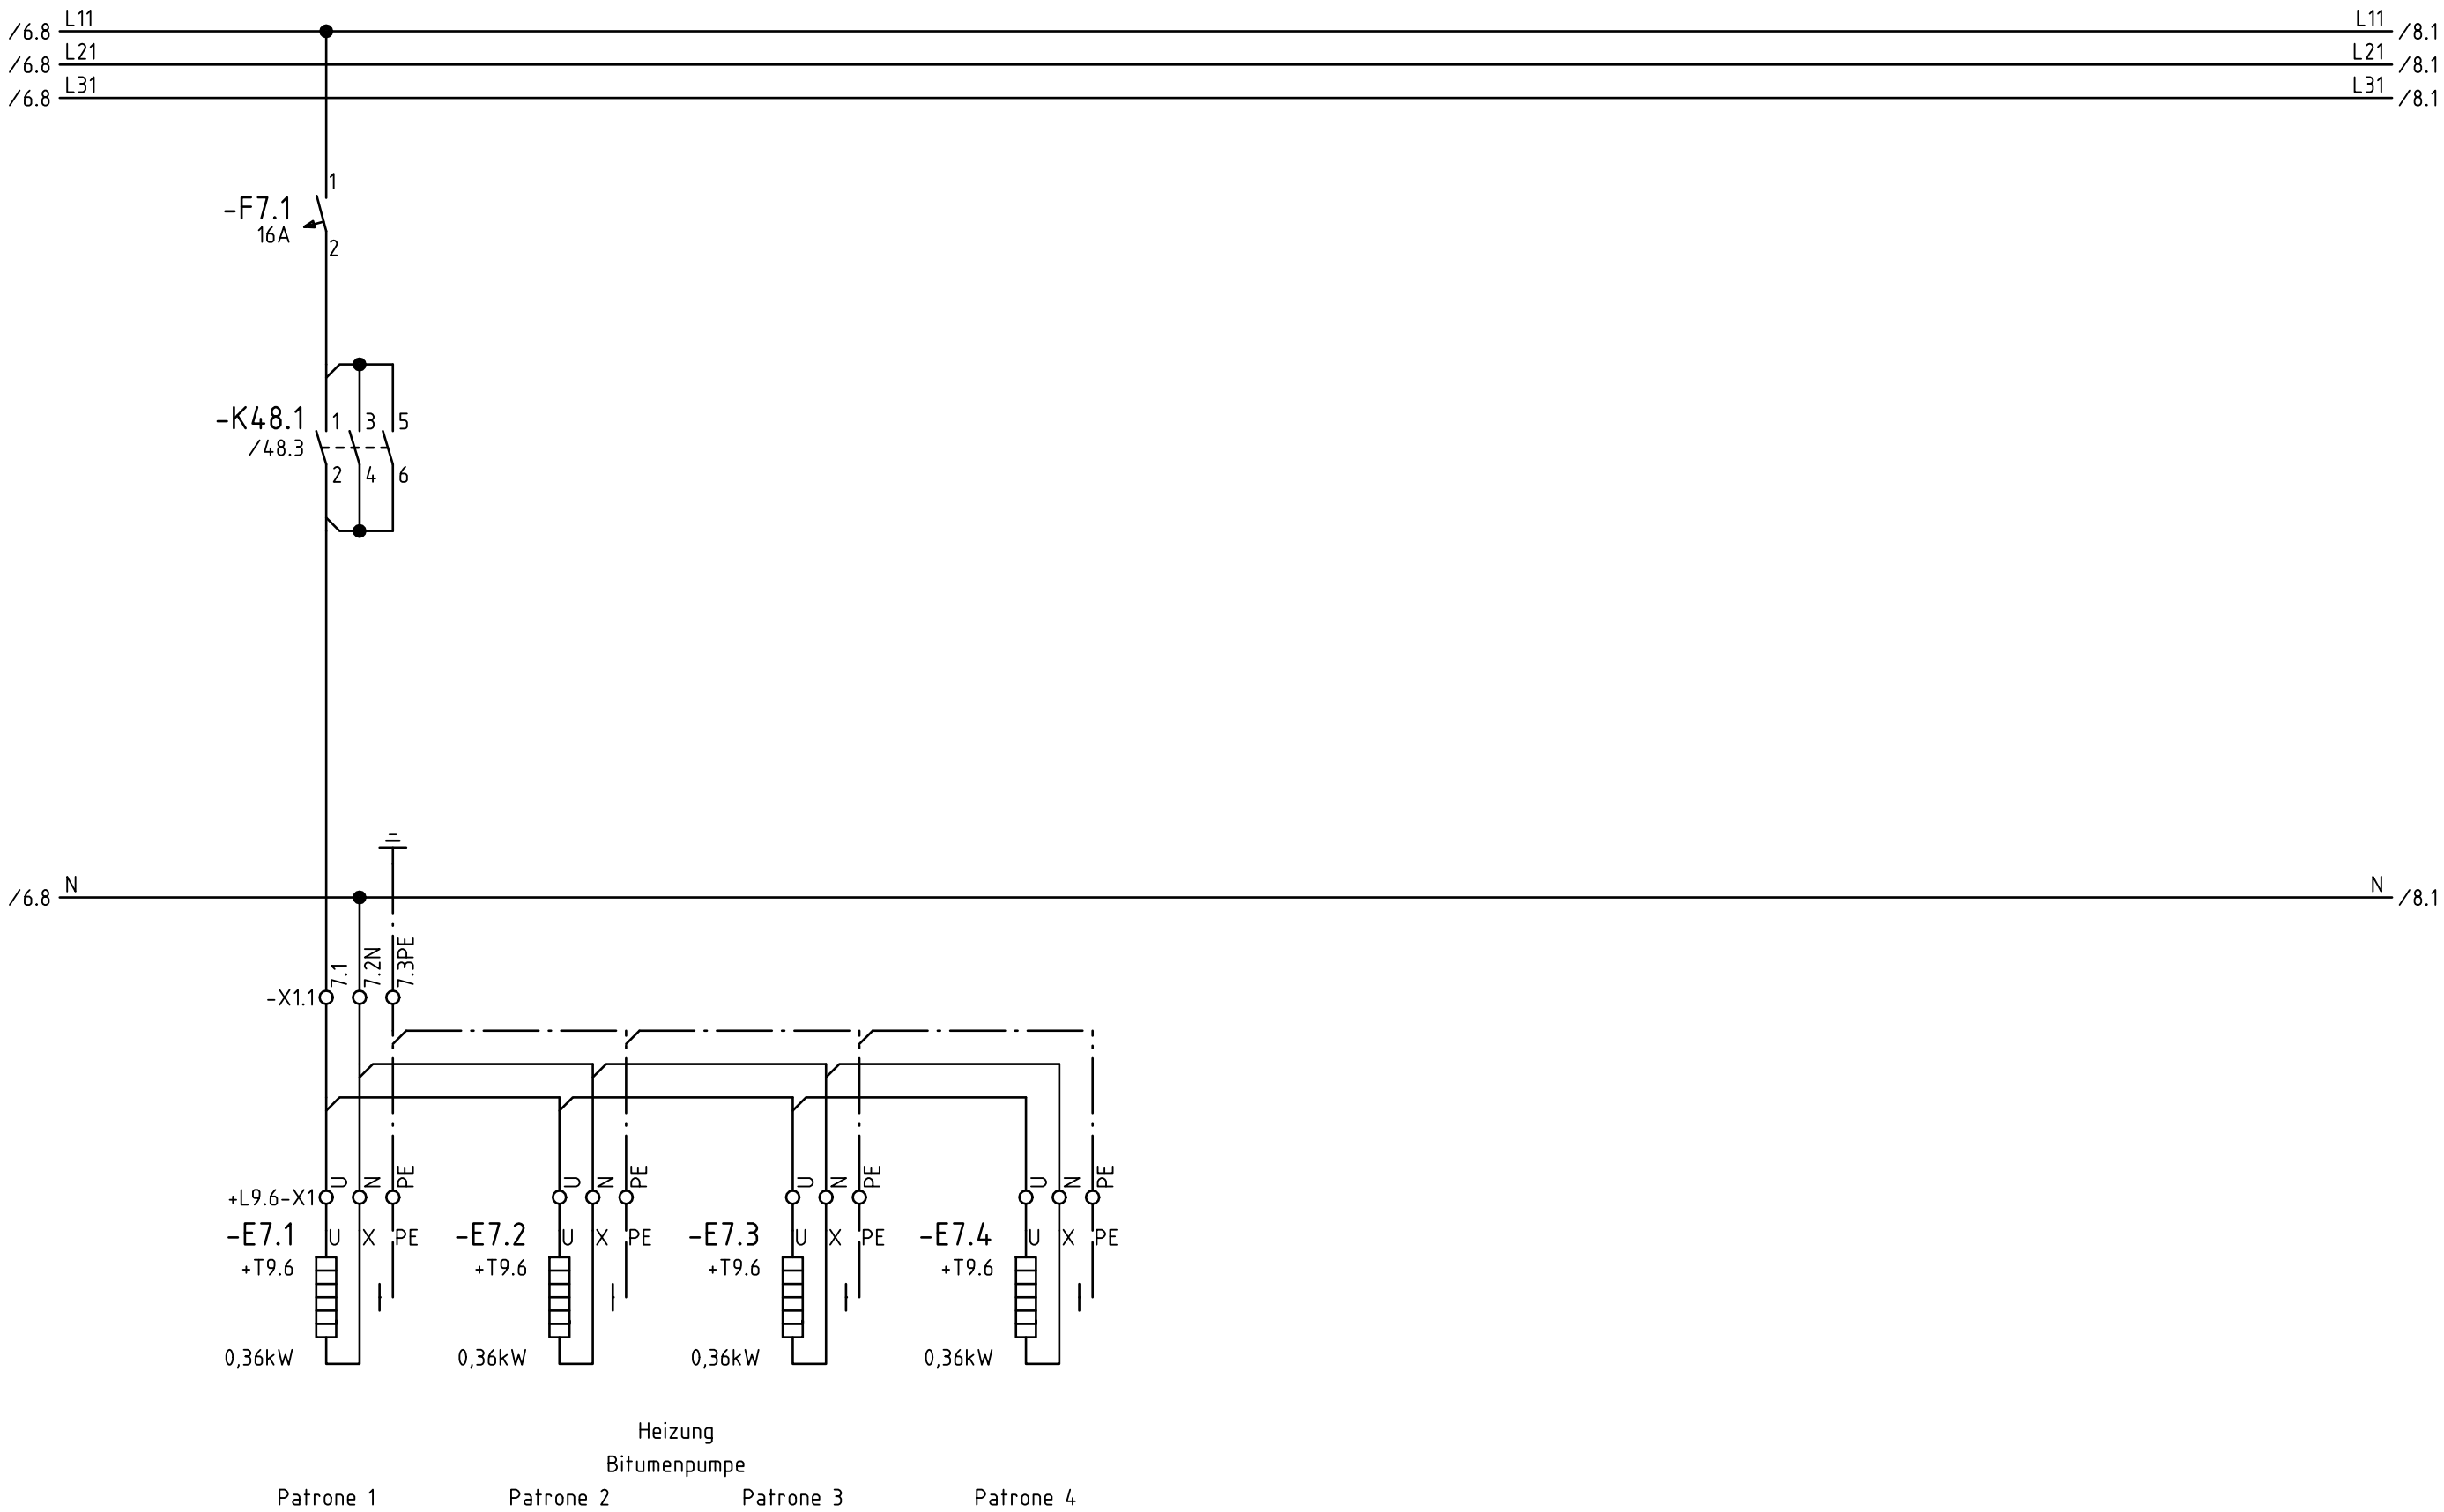 L11 L11
/6.8 /8.1
L21 L21
/6.8 /8.1
L31 L31
/6.8 /8.1
1
-F7.1
16A
2
-K48.1 1 3 5
/48.3
2 4 6
N N
/6.8 /8.1
7.1 7.2N 7.3PE
-X1.1
U N PE U N PE U N PE U N PE
+L9.6-X1
-E7.1 U X PE -E7.2 U X PE -E7.3 U X PE -E7.4 U X PE
+T9.6 +T9.6 +T9.6 +T9.6
0,36kW 0,36kW 0,36kW 0,36kW
Heizung
Bitumenpumpe
Patrone 1 Patrone 2 Patrone 3 Patrone 4